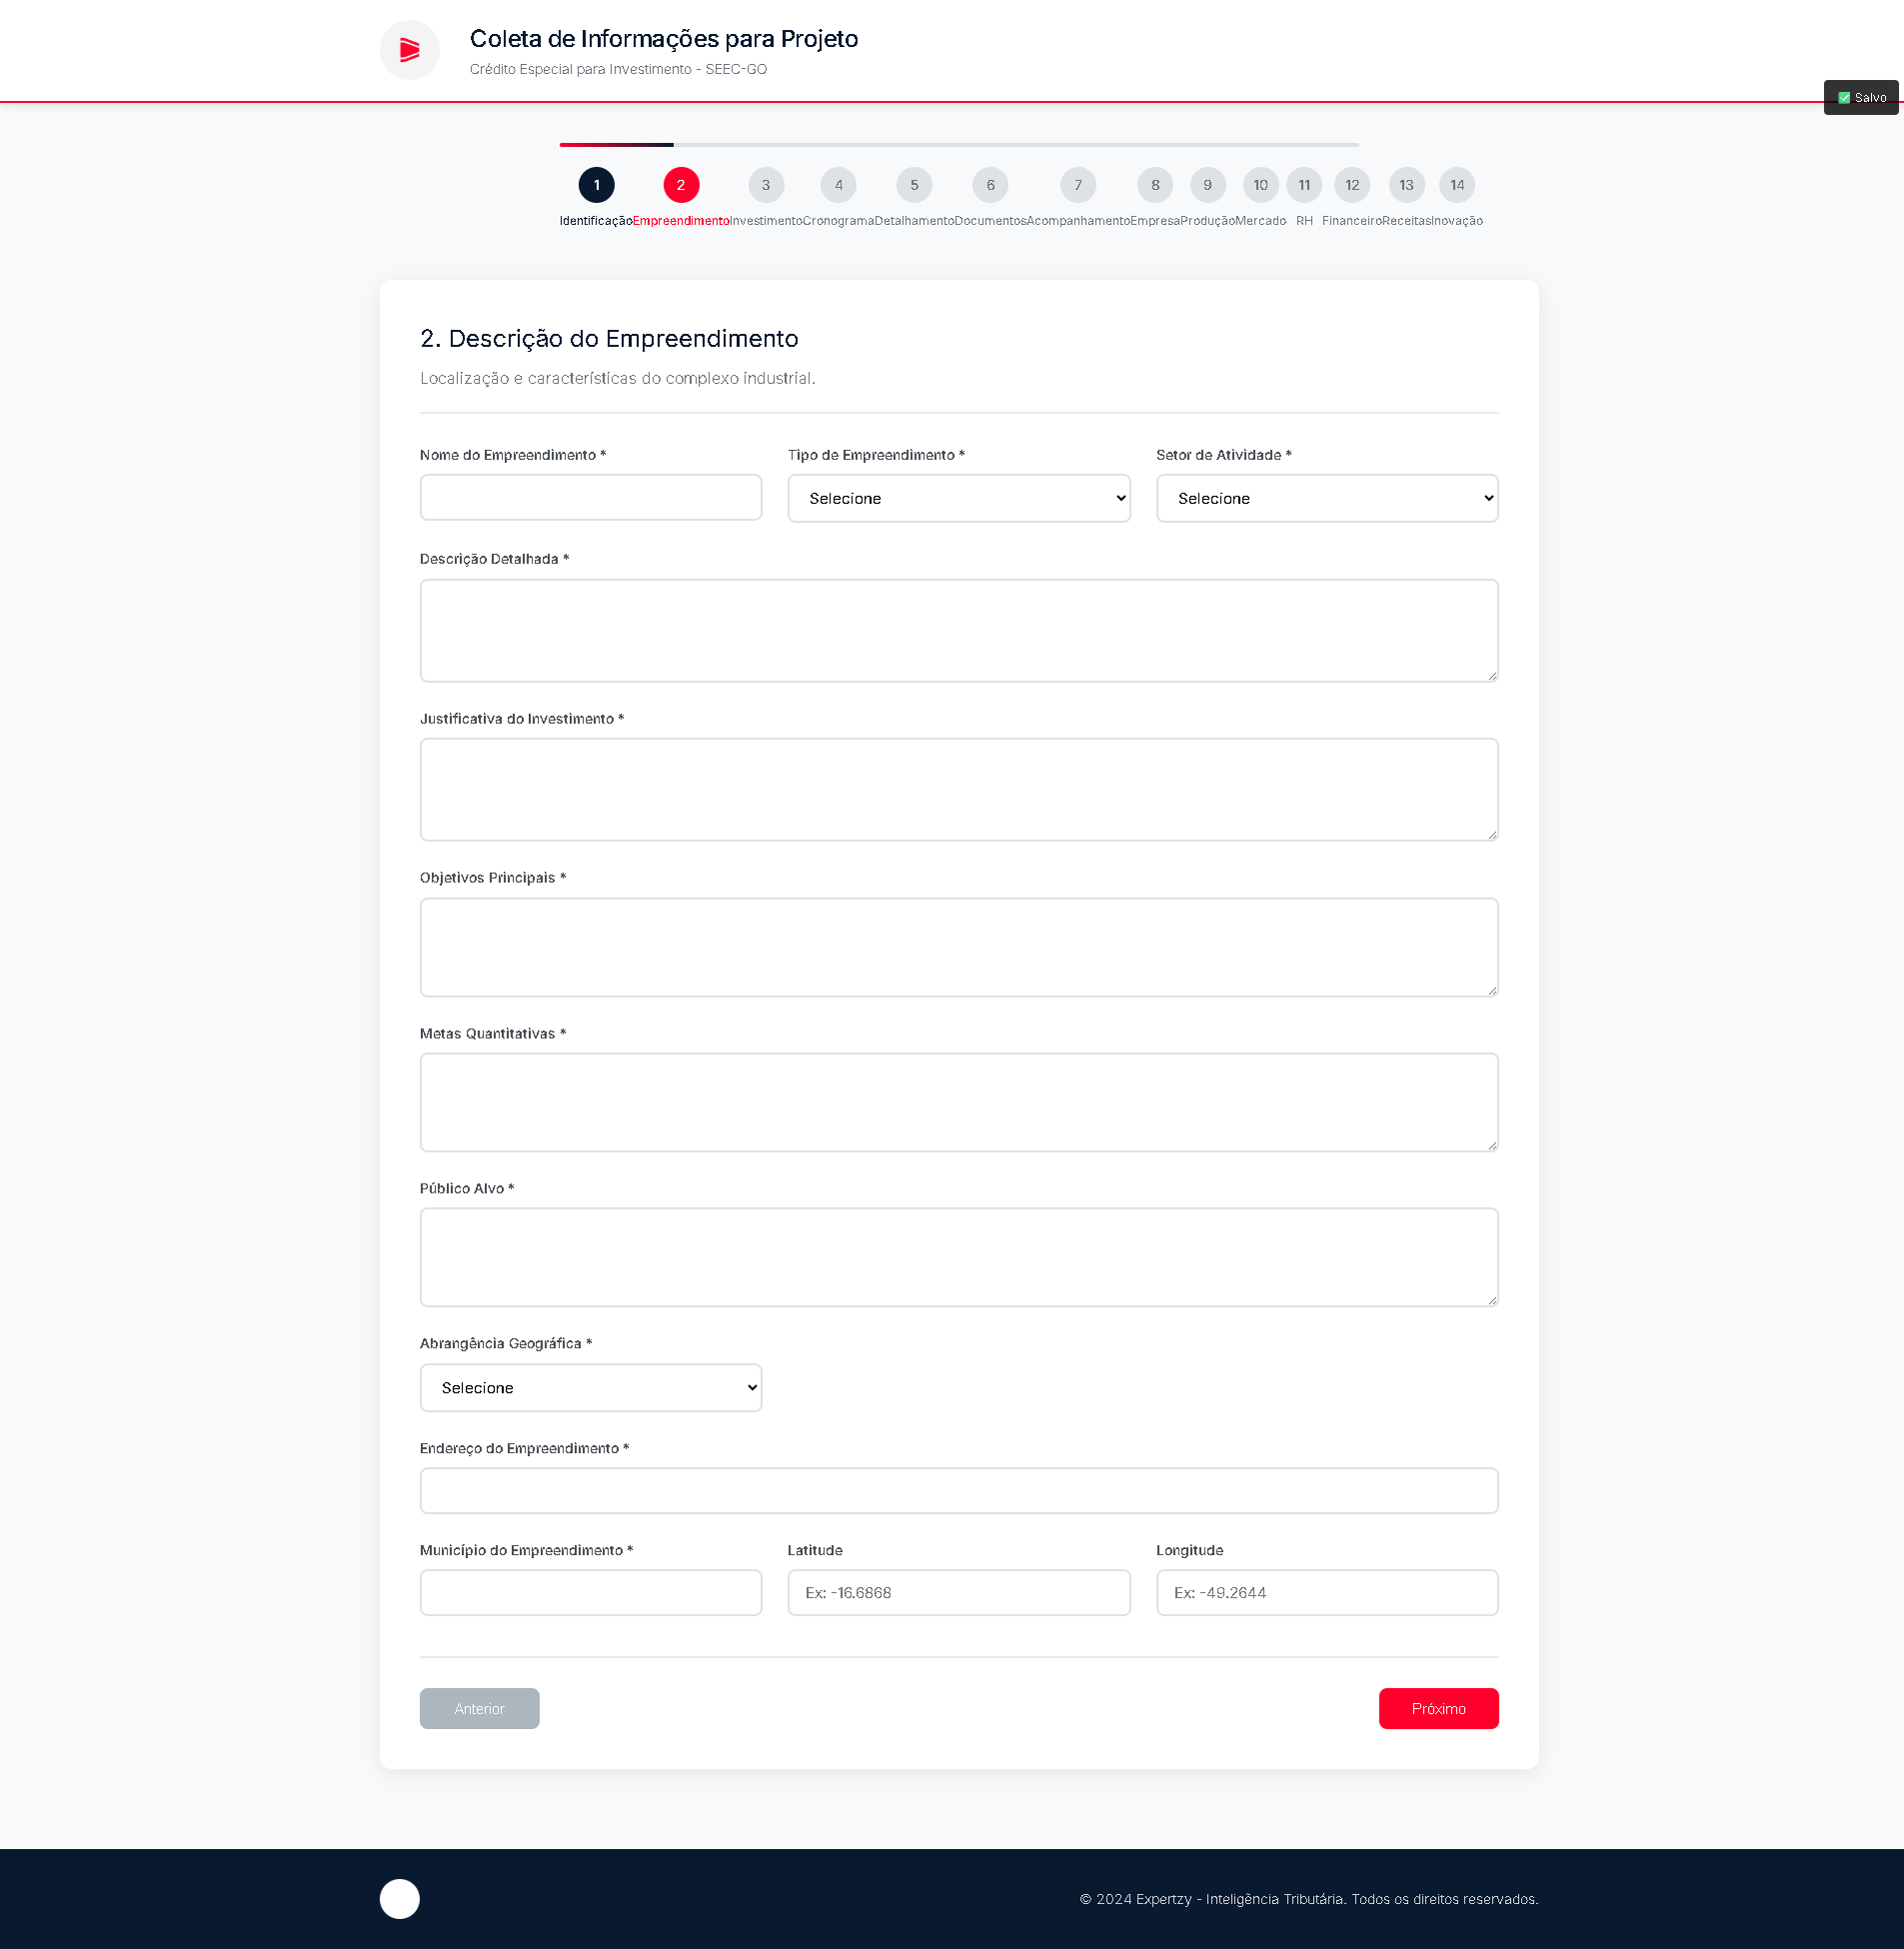 Coleta de Informações para Projeto
Crédito Especial para Investimento - SEEC-GO
✅ Salvo
1 2 3 4 5 6 7 8 9 10 11 12 13 14
Identificação Empreendimento Investimento Cronograma Detalhamento Documentos Acompanhamento Empresa Produção Mercado RH Financeiro Receitas Inovação
2. Descrição do Empreendimento
Localização e características do complexo industrial.
Nome do Empreendimento * Tipo de Empreendimento * Setor de Atividade *
Selecione Selecione
Descrição Detalhada *
Justificativa do Investimento *
Objetivos Principais *
Metas Quantitativas *
Público Alvo *
Abrangência Geográfica *
Selecione
Endereço do Empreendimento *
Município do Empreendimento * Latitude Longitude
Ex: -16.6868 Ex: -49.2644
Anterior Próximo
© 2024 Expertzy - Inteligência Tributária. Todos os direitos reservados.